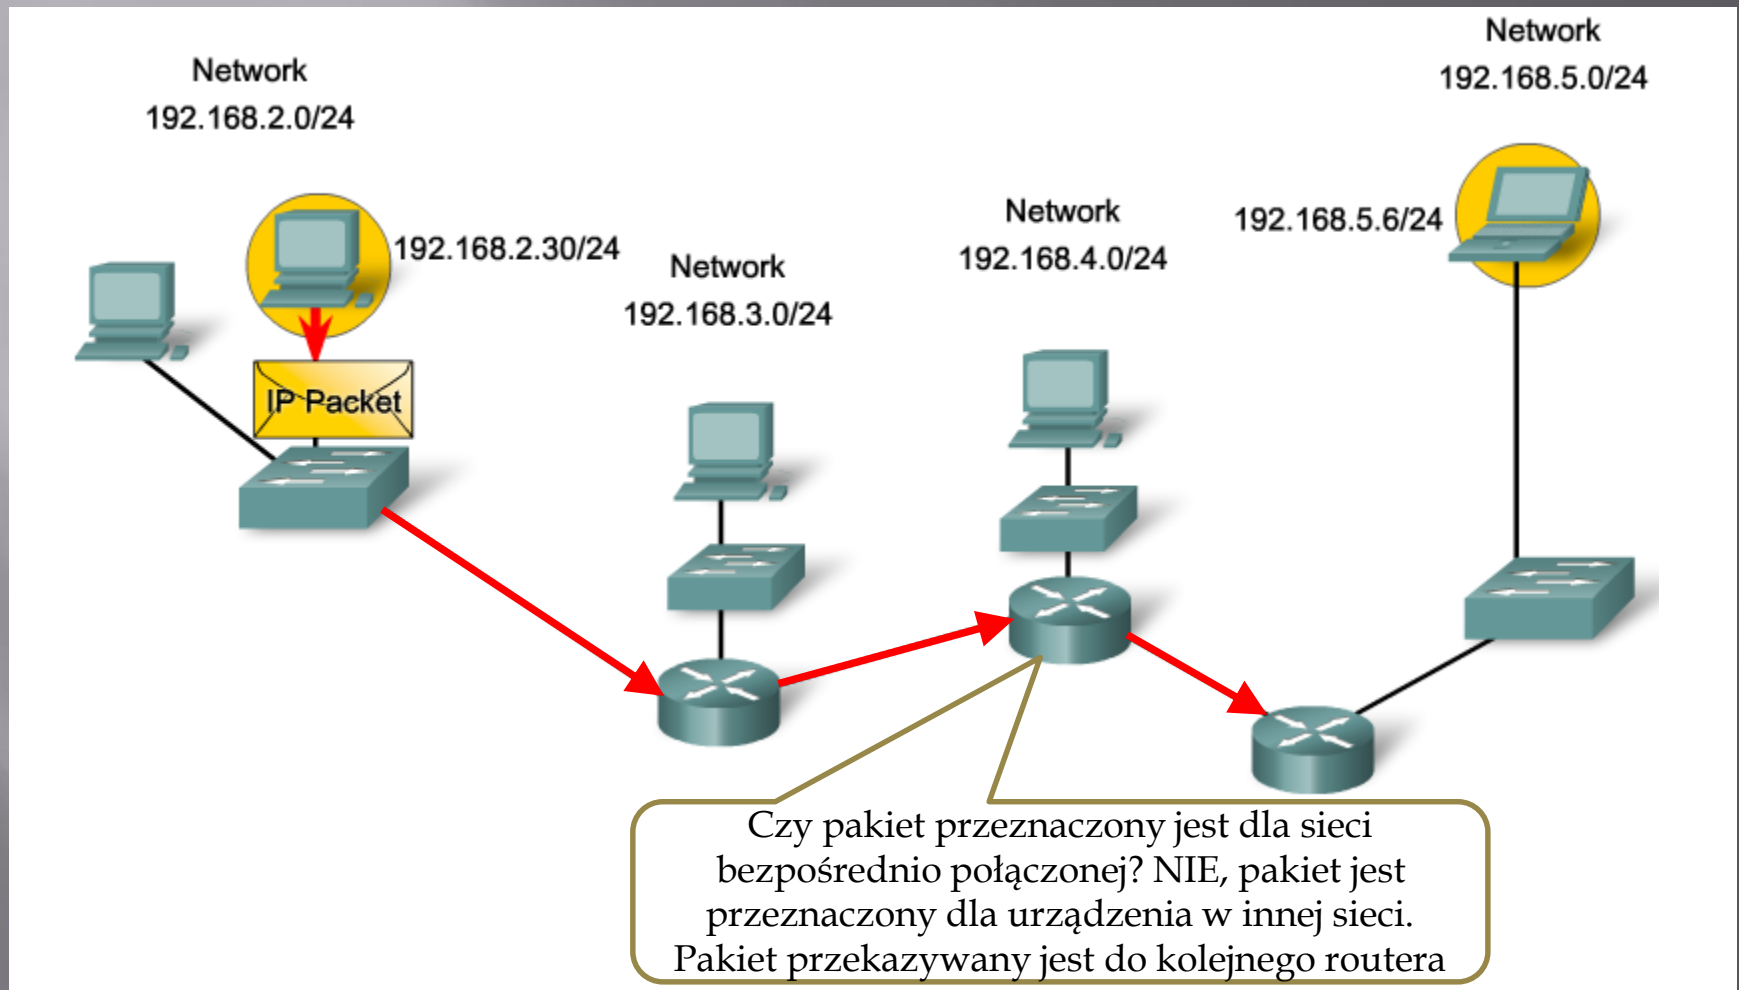 Network
192.168.2.0/24
192.168.2.30/24
IP Packet
Network
192.168.3.0/24
Network
192.168.4.0/24
Network
192.168.5.0/24
192.168.5.6/24
Czy pakiet przeznaczony jest dla sieci
bezpośrednio połączonej? NIE, pakiet jest
przeznaczony dla urządzenia w innej sieci.
Pakiet przekazywany jest do kolejnego routera